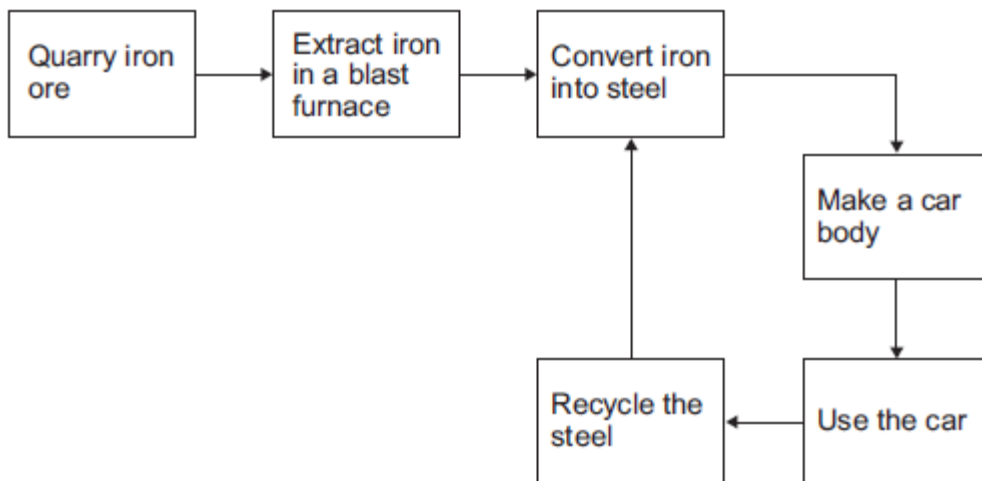 Quarry iron
ore
Extract iron
in a blast
furnace
Convert iron
into steel
Make a car
body
Use the car
Recycle the
steel